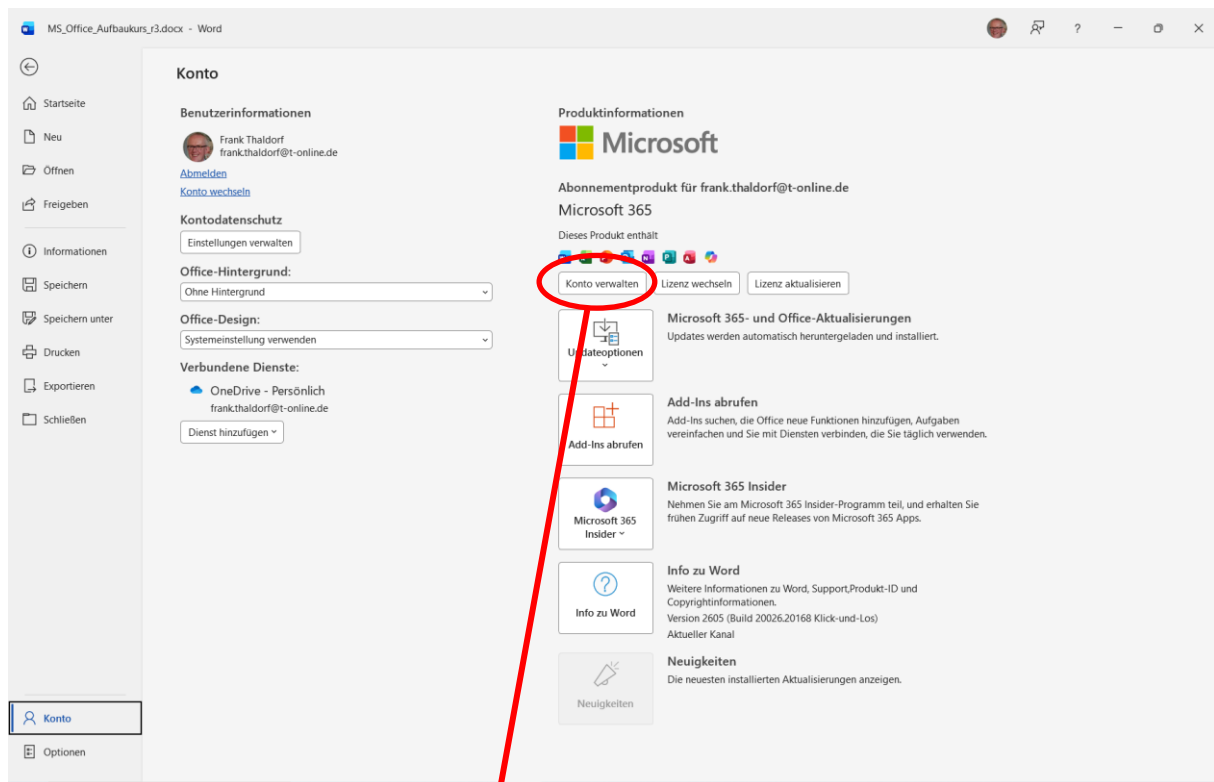 MS_Office_Aufbaukurs_r3.docx - Word
?
Konto
Startseite
Neu
Öffnen
Freigeben
Informationen
Speichern
Speichern unter
Drucken
Exportieren
Schließen
Konto
Optionen
Benutzerinformationen
Frank Thaldorf
frank.thaldorf@t-online.de
Abmelden
Konto wechseln
Kontodatenschutz
Einstellungen verwalten
Office-Hintergrund:
Ohne Hintergrund
Office-Design:
Systemeinstellung verwenden
Verbundene Dienste:
OneDrive - Persönlich
frank.thaldorf@t-online.de
Dienst hinzufügen
Produktinformationen
Microsoft
Abonnementprodukt für frank.thaldorf@t-online.de
Microsoft 365
Dieses Produkt enthält
Konto verwalten
Lizenz wechseln
Lizenz aktualisieren
Updateoptionen
Microsoft 365- und Office-Aktualisierungen
Updates werden automatisch heruntergeladen und installiert.
Add-Ins abrufen
Add-Ins abrufen
Add-Ins suchen, die Office neue Funktionen hinzufügen, Aufgaben
vereinfachen und Sie mit Diensten verbinden, die Sie täglich verwenden.
Microsoft 365
Insider
Microsoft 365 Insider
Nehmen Sie am Microsoft 365 Insider-Programm teil, und erhalten Sie
frühen Zugriff auf neue Releases von Microsoft 365 Apps.
Info zu Word
Info zu Word
Weitere Informationen zu Word, Support,Produkt-ID und
Copyrightinformationen.
Version 2605 (Build 20026.20168 Klick-und-Los)
Aktueller Kanal
Neuigkeiten
Neuigkeiten
Die neuesten installierten Aktualisierungen anzeigen.